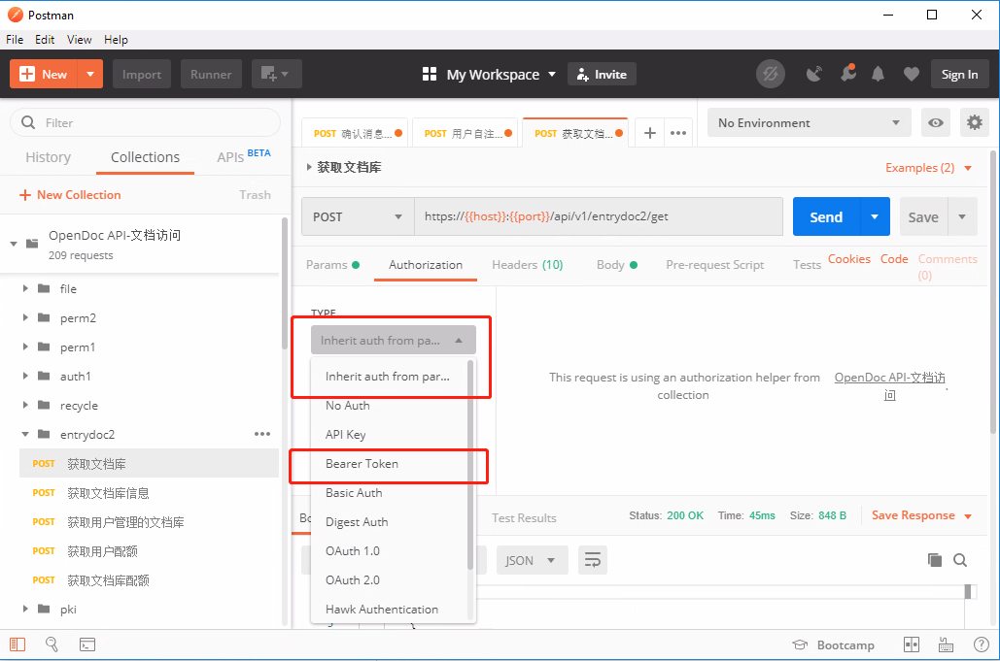 Postman
File Edit View Help
New Import Runner My Workspace Invite Sign In
Filter
History Collections APIs BETA
New Collection Trash
OpenDoc API-文档访问
209 requests
file
perm2
perm1
auth1
recycle
entrydoc2
POST 获取文档库
POST 获取文档库信息
POST 获取用户管理的文档库
POST 获取用户配额
POST 获取文档库配额
pki
POST 确认消息... POST 用户自注... POST 获取文档... No Environment
获取文档库 Examples (2)
POST https://{{host}}:{{port}}/api/v1/entrydoc2/get Send Save
Params Authorization Headers (10) Body Pre-request Script Tests Cookies Code Comments
(0)
TYPE
Inherit auth from pa...
Inherit auth from par...
No Auth
API Key
Bearer Token
Basic Auth
Digest Auth
OAuth 1.0
OAuth 2.0
Hawk Authentication
This request is using an authorization helper from
collection
OpenDoc API-文档访
问.
Test Results Status: 200 OK Time: 45ms Size: 848 B Save Response
JSON
{
Bootcamp